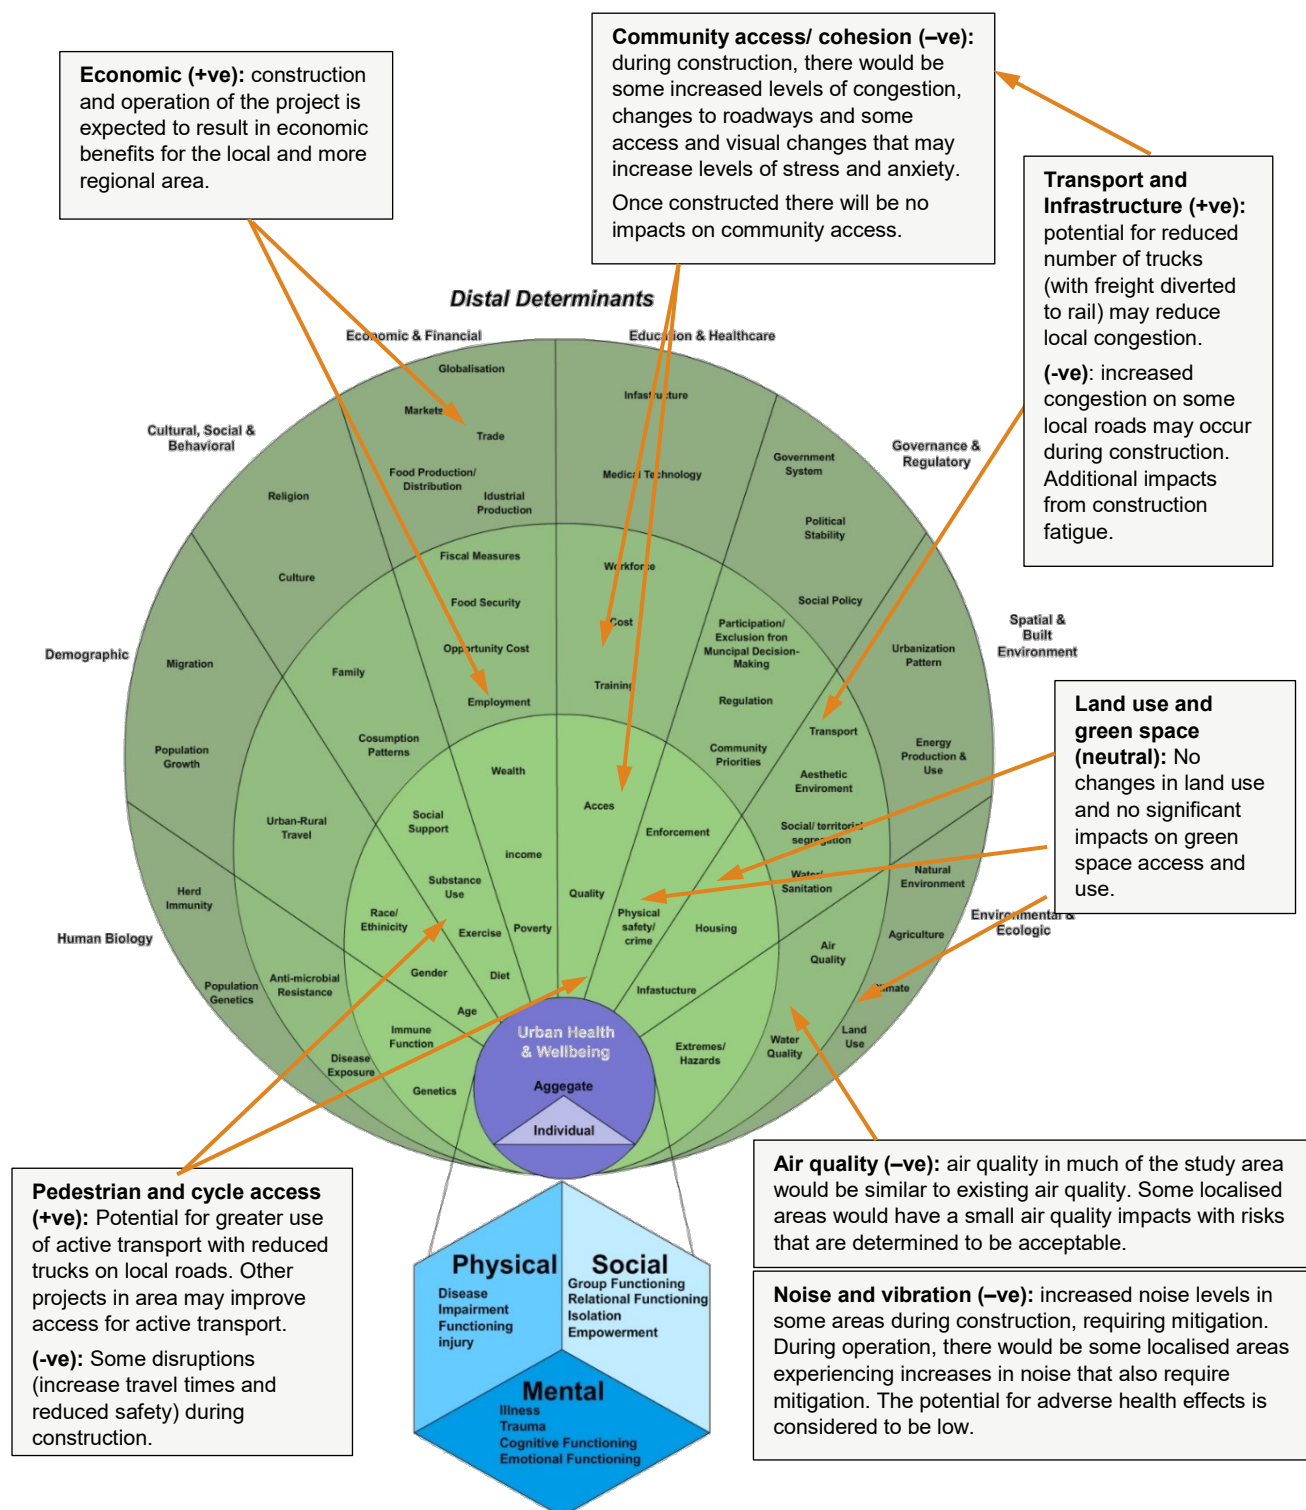 Economic (+ve): construction
and operation of the project is
expected to result in economic
benefits for the local and more
regional area.
Community access/ cohesion (–ve):
during construction, there would be
some increased levels of congestion,
changes to roadways and some
access and visual changes that may
increase levels of stress and anxiety.
Once constructed there will be no
impacts on community access.
Transport and
Infrastructure (+ve):
potential for reduced
number of trucks
(with freight diverted
to rail) may reduce
local congestion.
(-ve): increased
congestion on some
local roads may occur
during construction.
Additional impacts
from construction
fatigue.
Distal Determinants
Economic & Financial
Education & Healthcare
Cultural, Social &
Behavioral
Governance &
Regulatory
Demographic
Spatial &
Built
Environment
Human Biology
Environmental &
Ecologic
Globalisation
Markets
Trade
Food Production/
Distribution
Idustrial
Production
Infastructure
Medical Technology
Government
System
Political
Stability
Social Policy
Religion
Culture
Migration
Population
Growth
Urbanization
Pattern
Energy
Production &
Use
Natural
Environment
Agriculture
Climate
Land
Use
Herd
Immunity
Population
Genetics
Fiscal Measures
Food Security
Opportunity Cost
Employment
Workforce
Cost
Training
Participation/
Exclusion fron
Muncipal Decision-
Making
Regulation
Community
Priorities
Transport
Aesthetic
Enviroment
Social/ territorial
segregation
Water/
Sanitation
Air
Quality
Water
Quality
Family
Cosumption
Patterns
Urban-Rural
Travel
Anti-microbial
Resistance
Disease
Exposure
Wealth
income
Poverty
Acces
Quality
Enforcement
Physical
safety/
crime
Housing
Infastucture
Extremes/
Hazards
Social
Support
Substance
Use
Exercise
Diet
Race/
Ethinicity
Gender
Age
Immune
Function
Genetics
Urban Health
& Wellbeing
Aggegate
Individual
Land use and
green space
(neutral): No
changes in land use
and no significant
impacts on green
space access and
use.
Pedestrian and cycle access
(+ve): Potential for greater use
of active transport with reduced
trucks on local roads. Other
projects in area may improve
access for active transport.
(-ve): Some disruptions
(increase travel times and
reduced safety) during
construction.
Air quality (–ve): air quality in much of the study area
would be similar to existing air quality. Some localised
areas would have a small air quality impacts with risks
that are determined to be acceptable.
Noise and vibration (–ve): increased noise levels in
some areas during construction, requiring mitigation.
During operation, there would be some localised areas
experiencing increases in noise that also require
mitigation. The potential for adverse health effects is
considered to be low.
Physical
Disease
Impairment
Functioning
injury
Social
Group Functioning
Relational Functioning
Isolation
Empowerment
Mental
Illness
Trauma
Cognitive Functioning
Emotional Functioning